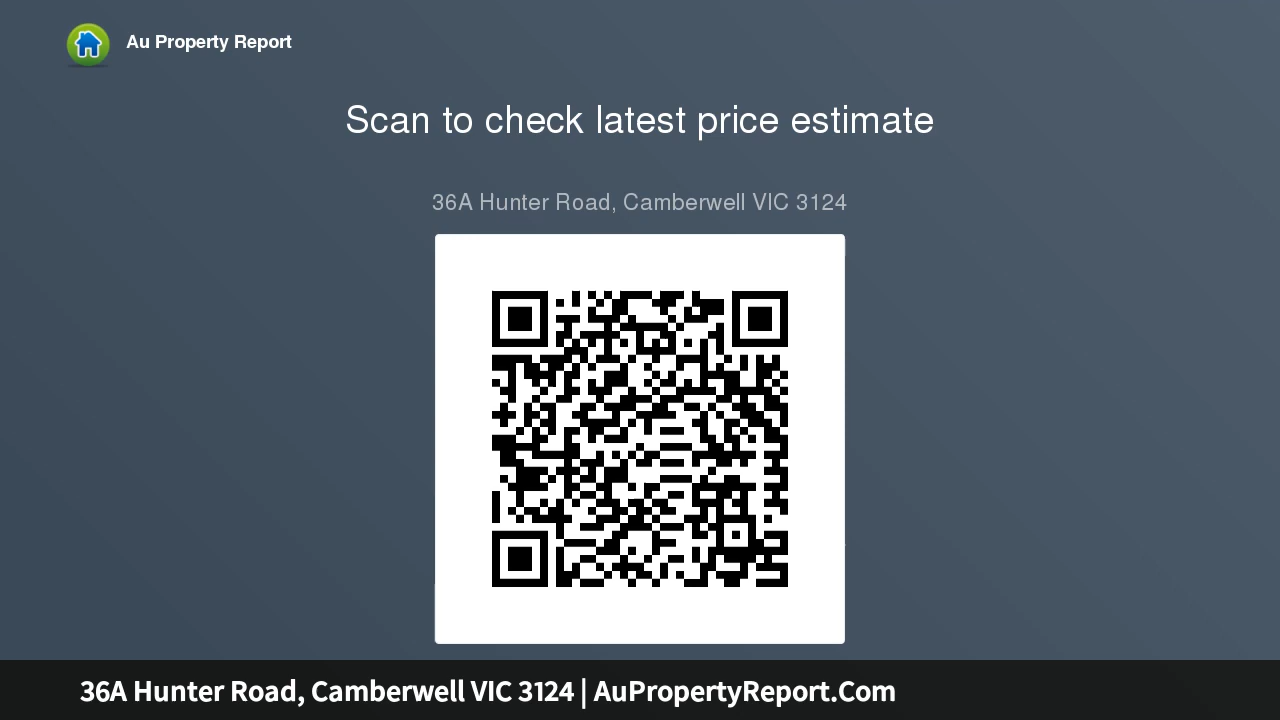 Au Property Report
Scan to check latest price estimate
36A Hunter Road, Camberwell VIC 3124
36A Hunter Road, Camberwell VIC 3124 | AuPropertyReport.Com